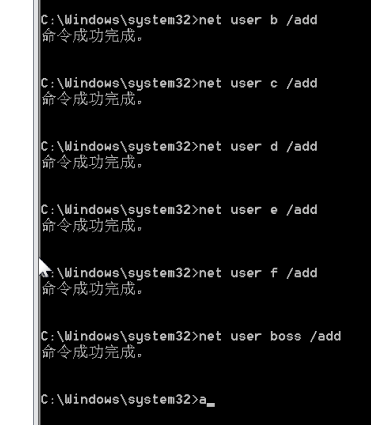 C:\Windows\system32>net user b /add
命令成功完成。
C:\Windows\system32>net user c /add
命令成功完成。
C:\Windows\system32>net user d /add
命令成功完成。
C:\Windows\system32>net user e /add
命令成功完成。
C:\Windows\system32>net user f /add
命令成功完成。
C:\Windows\system32>net user boss /add
命令成功完成。
C:\Windows\system32>a